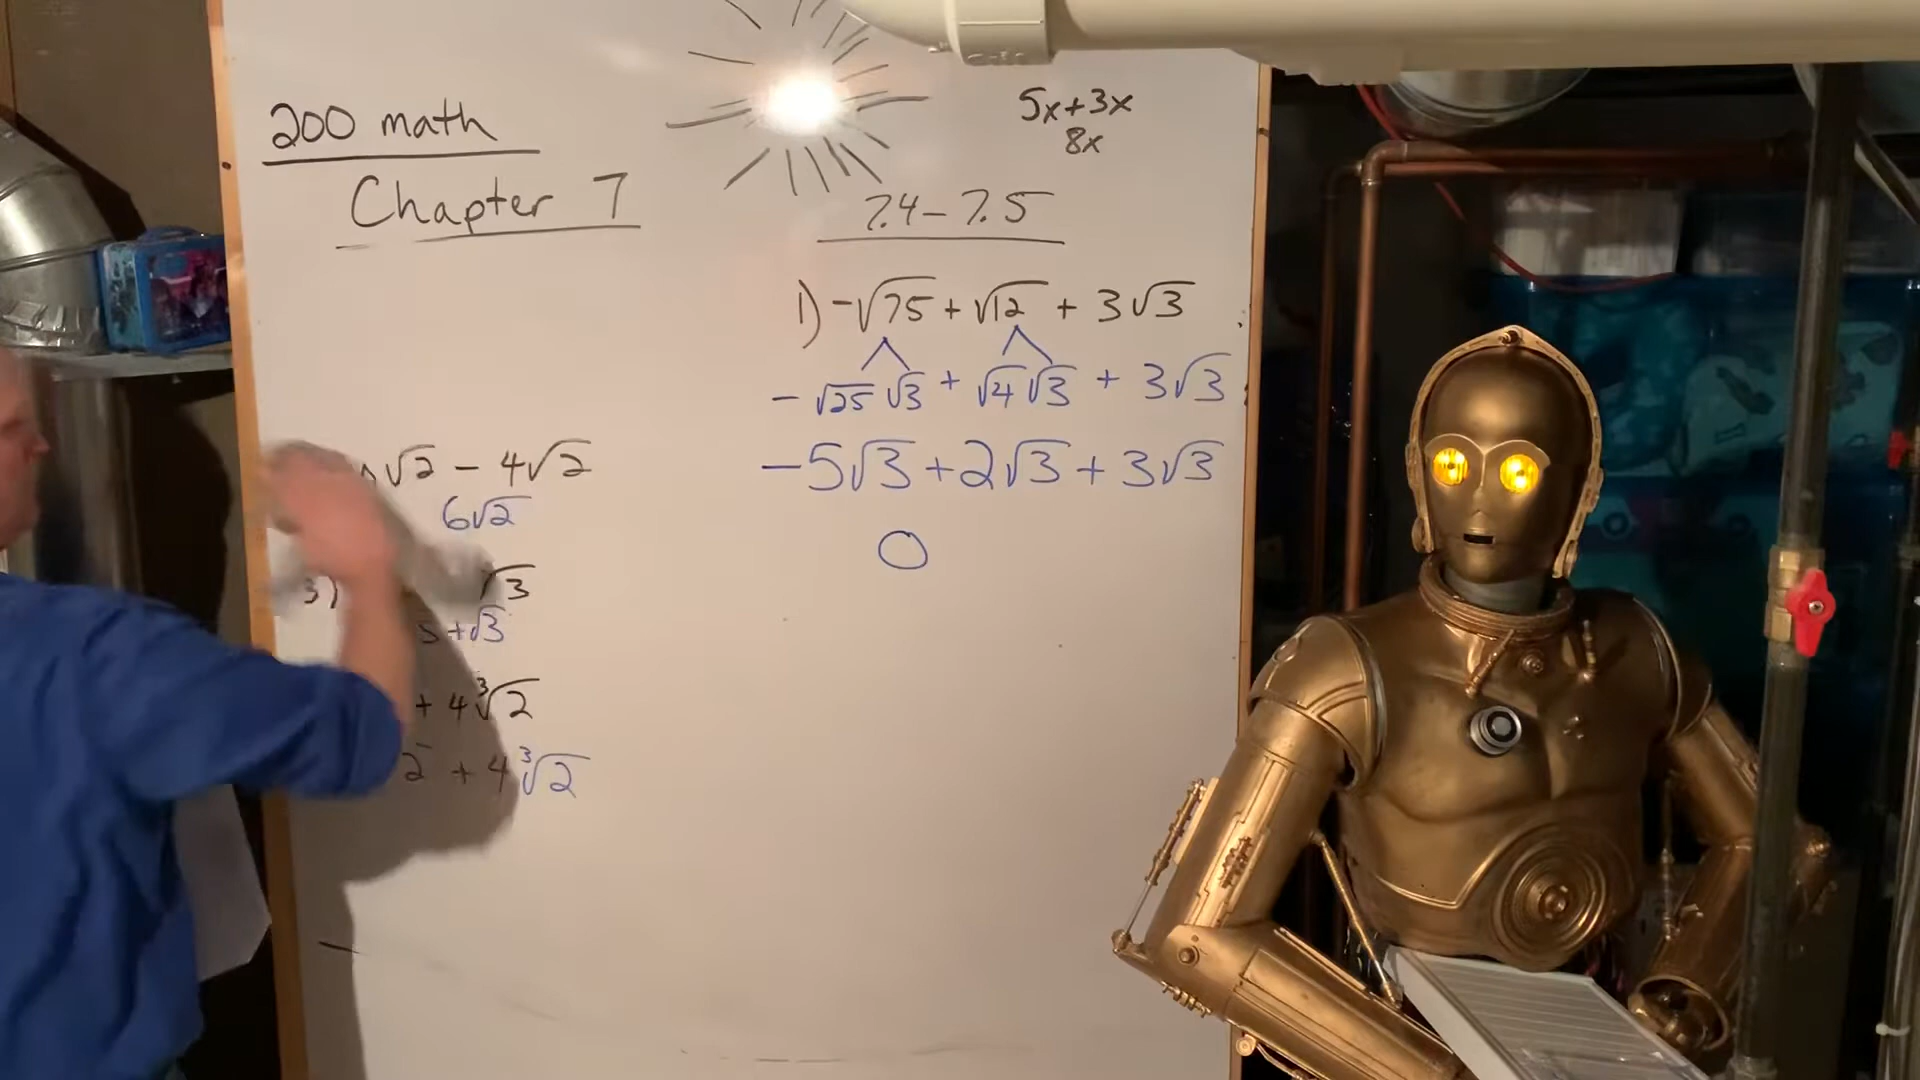 200 math
Chapter 7
√2 - 4√2
6√2
3) √3
+√3
+ 4∛2
2 + 4∛2
5x+3x
8x
7.4-7.5
1) -√75 + √12 + 3√3
- √25 √3 + √4 √3 + 3√3
-5√3 + 2√3 + 3√3
0